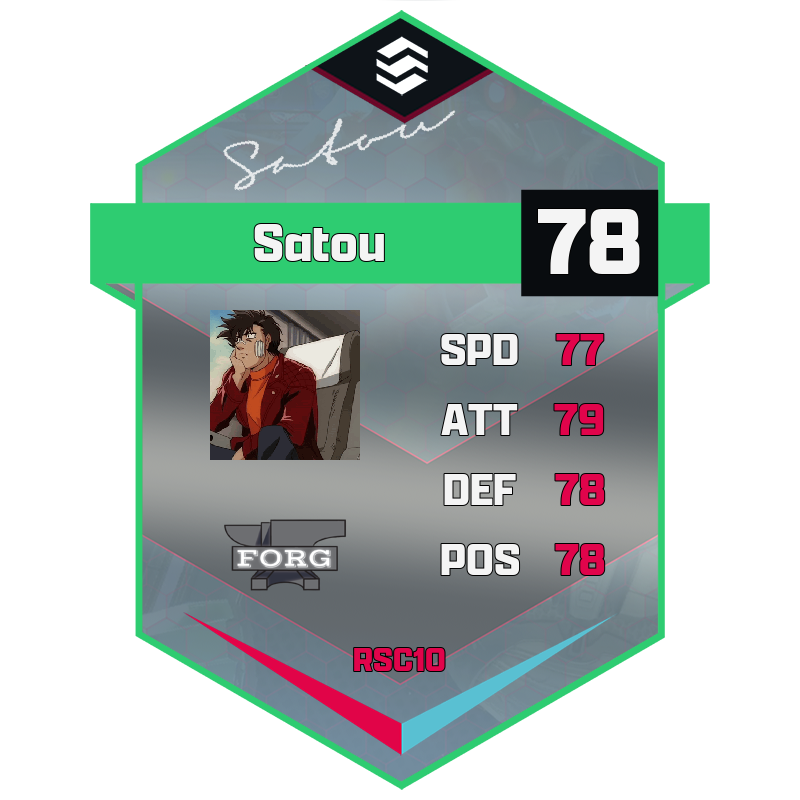 Satou
Satou
78
SPD 77
ATT 79
DEF 78
FORG
POS 78
RSC10